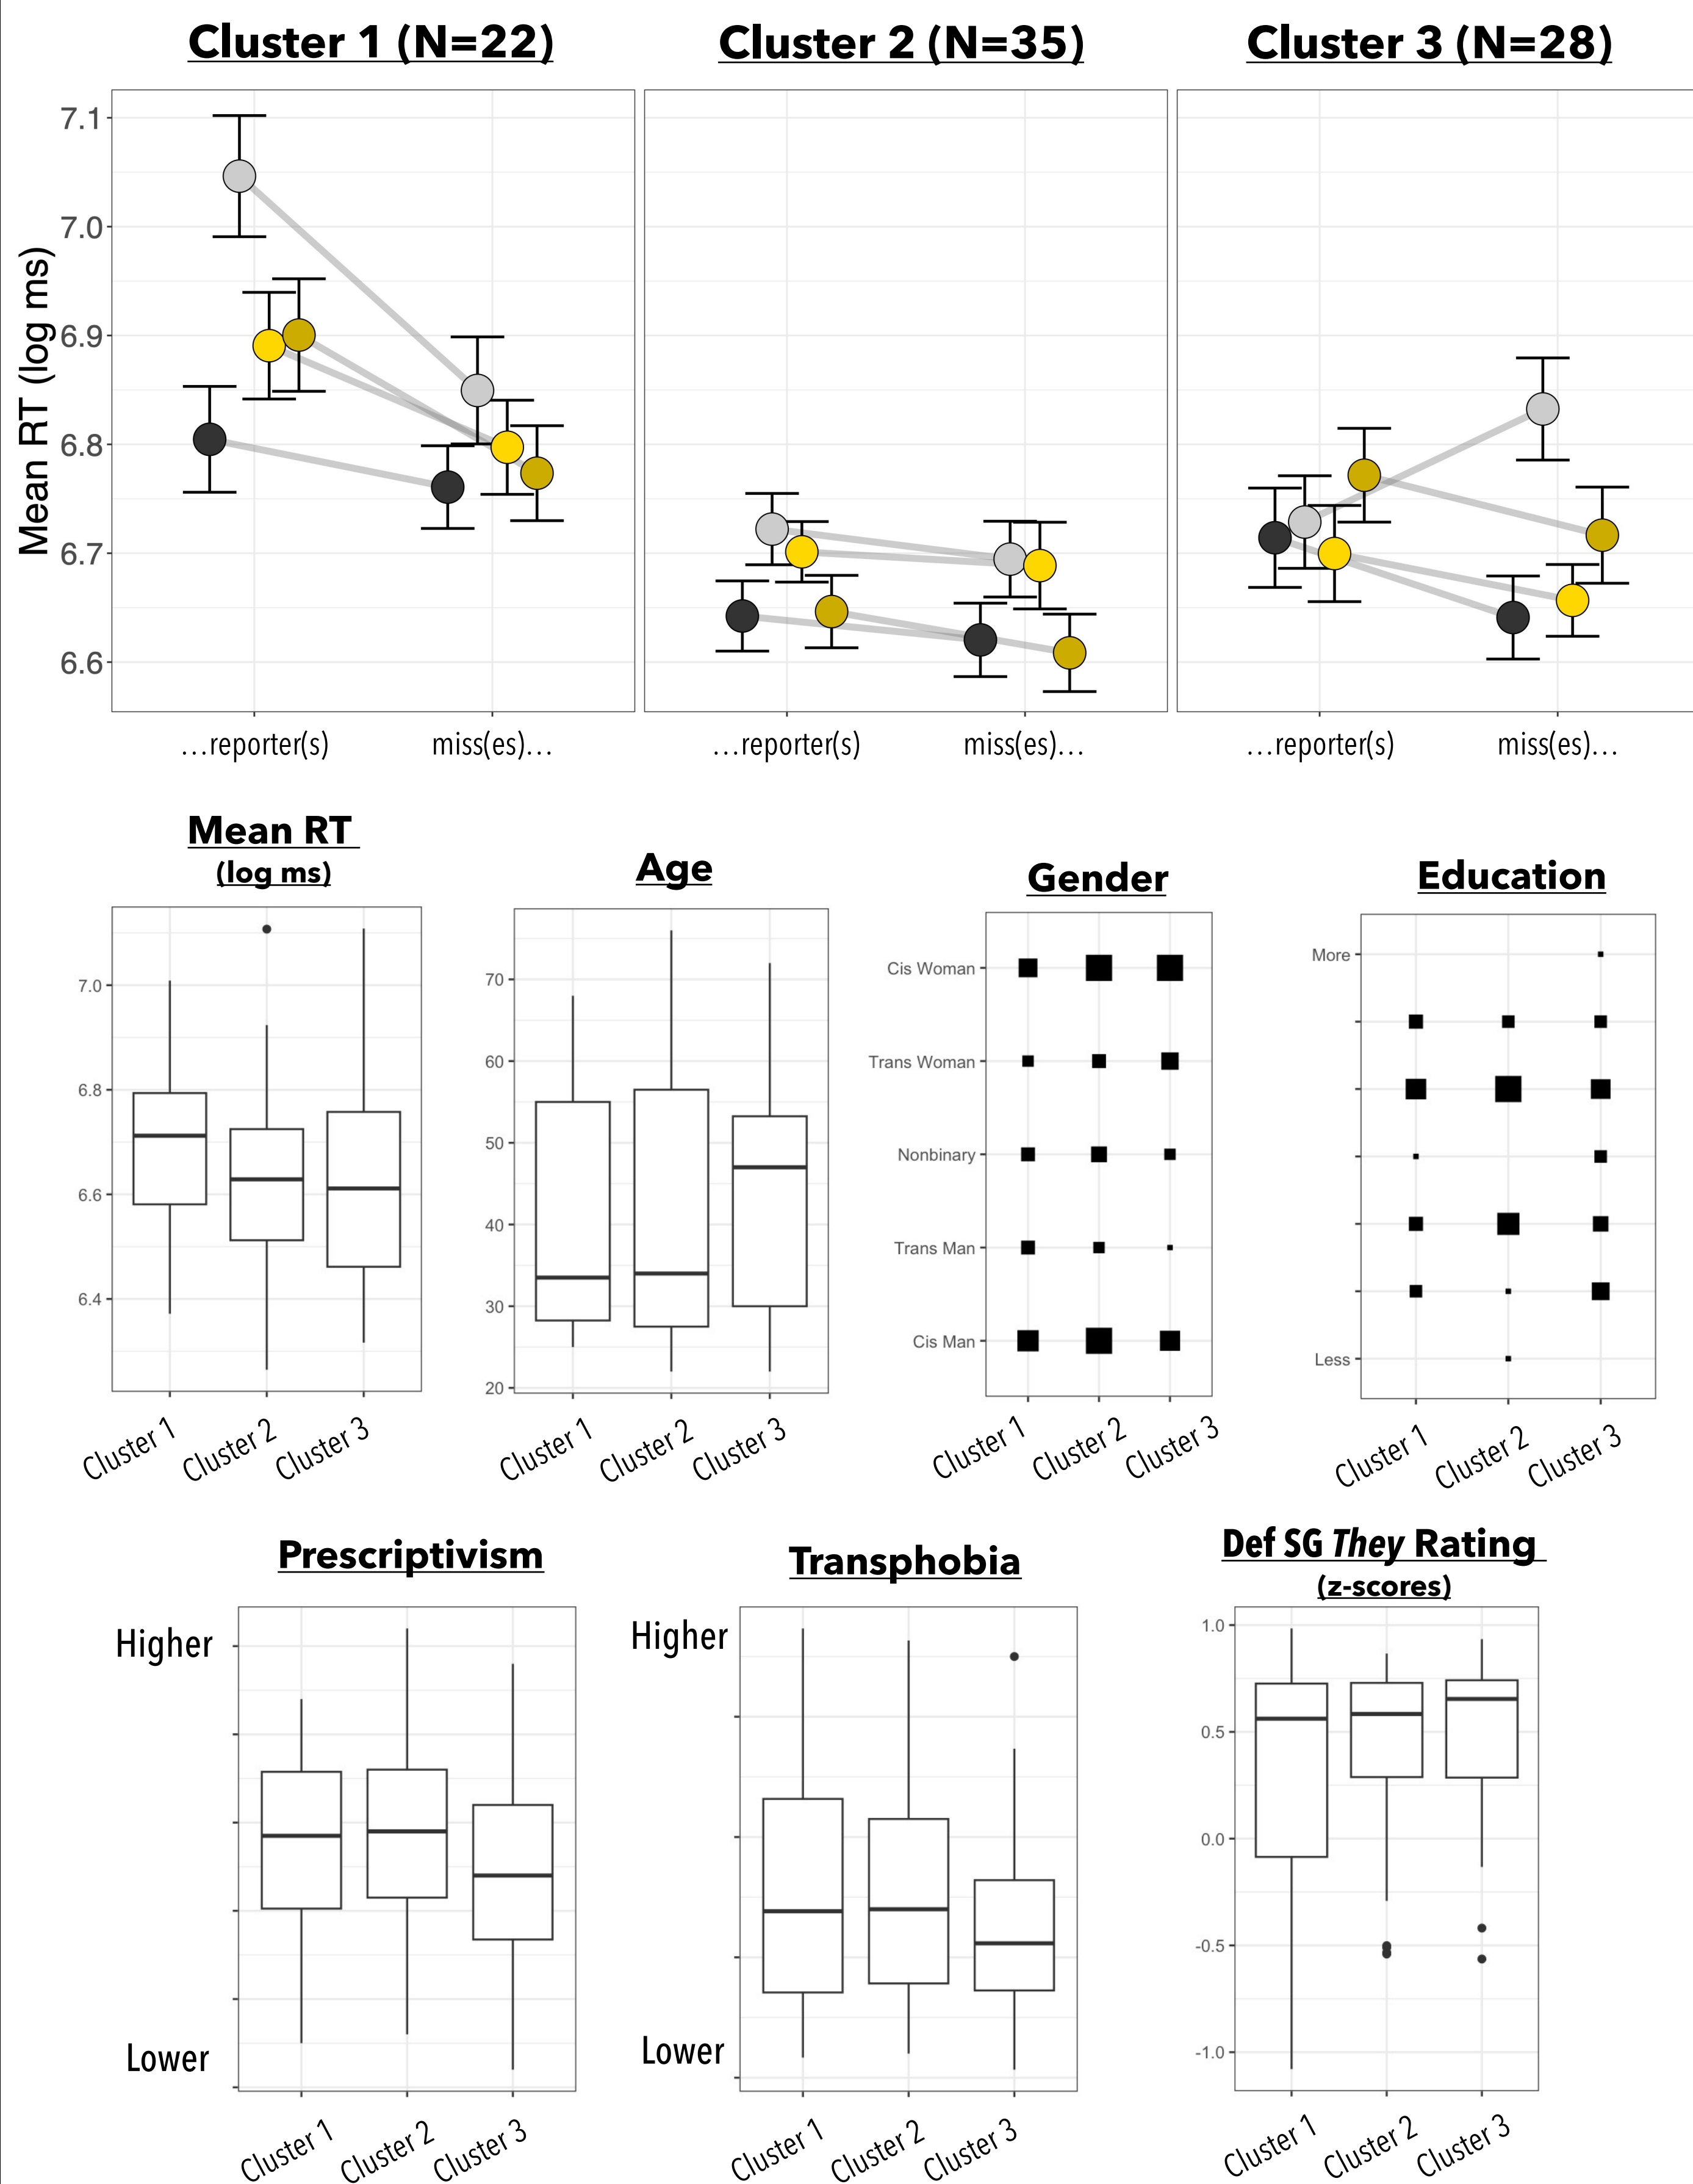 Cluster 1 (N=22) Cluster 2 (N=35) Cluster 3 (N=28)
Mean RT (log ms)
7.1
7.0
6.9
6.8
6.7
6.6
...reporter(s) miss(es)... ...reporter(s) miss(es)... ...reporter(s) miss(es)...
Mean RT
(log ms)
7.0
6.8
6.6
6.4
Cluster 1 Cluster 2 Cluster 3
Age
70
60
50
40
30
20
Cluster 1 Cluster 2 Cluster 3
Gender
Cis Woman
Trans Woman
Nonbinary
Trans Man
Cis Man
Cluster 1 Cluster 2 Cluster 3
Education
More
Less
Cluster 1 Cluster 2 Cluster 3
Prescriptivism
Higher
Lower
Cluster 1 Cluster 2 Cluster 3
Transphobia
Higher
Lower
Cluster 1 Cluster 2 Cluster 3
Def SG They Rating
(z-scores)
1.0
0.5
0.0
-0.5
-1.0
Cluster 1 Cluster 2 Cluster 3